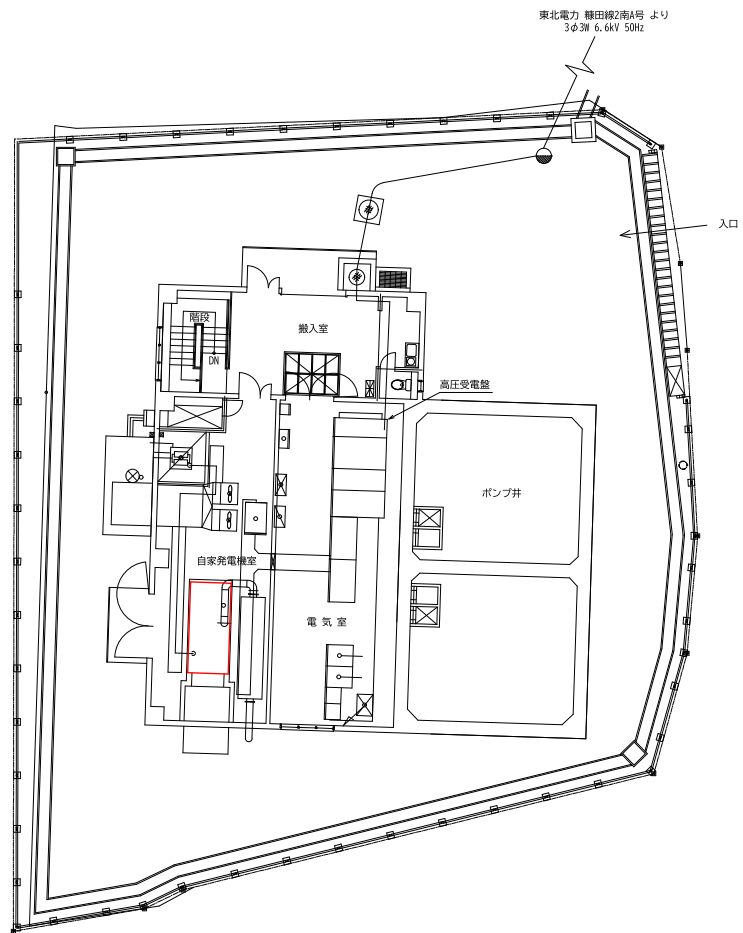 東北電力 糠田線2南A号 より
3φ3W 6.6kV 50Hz
入口
階段
搬入室
DN
高圧受電盤
ポンプ井
自家発電機室
電気室